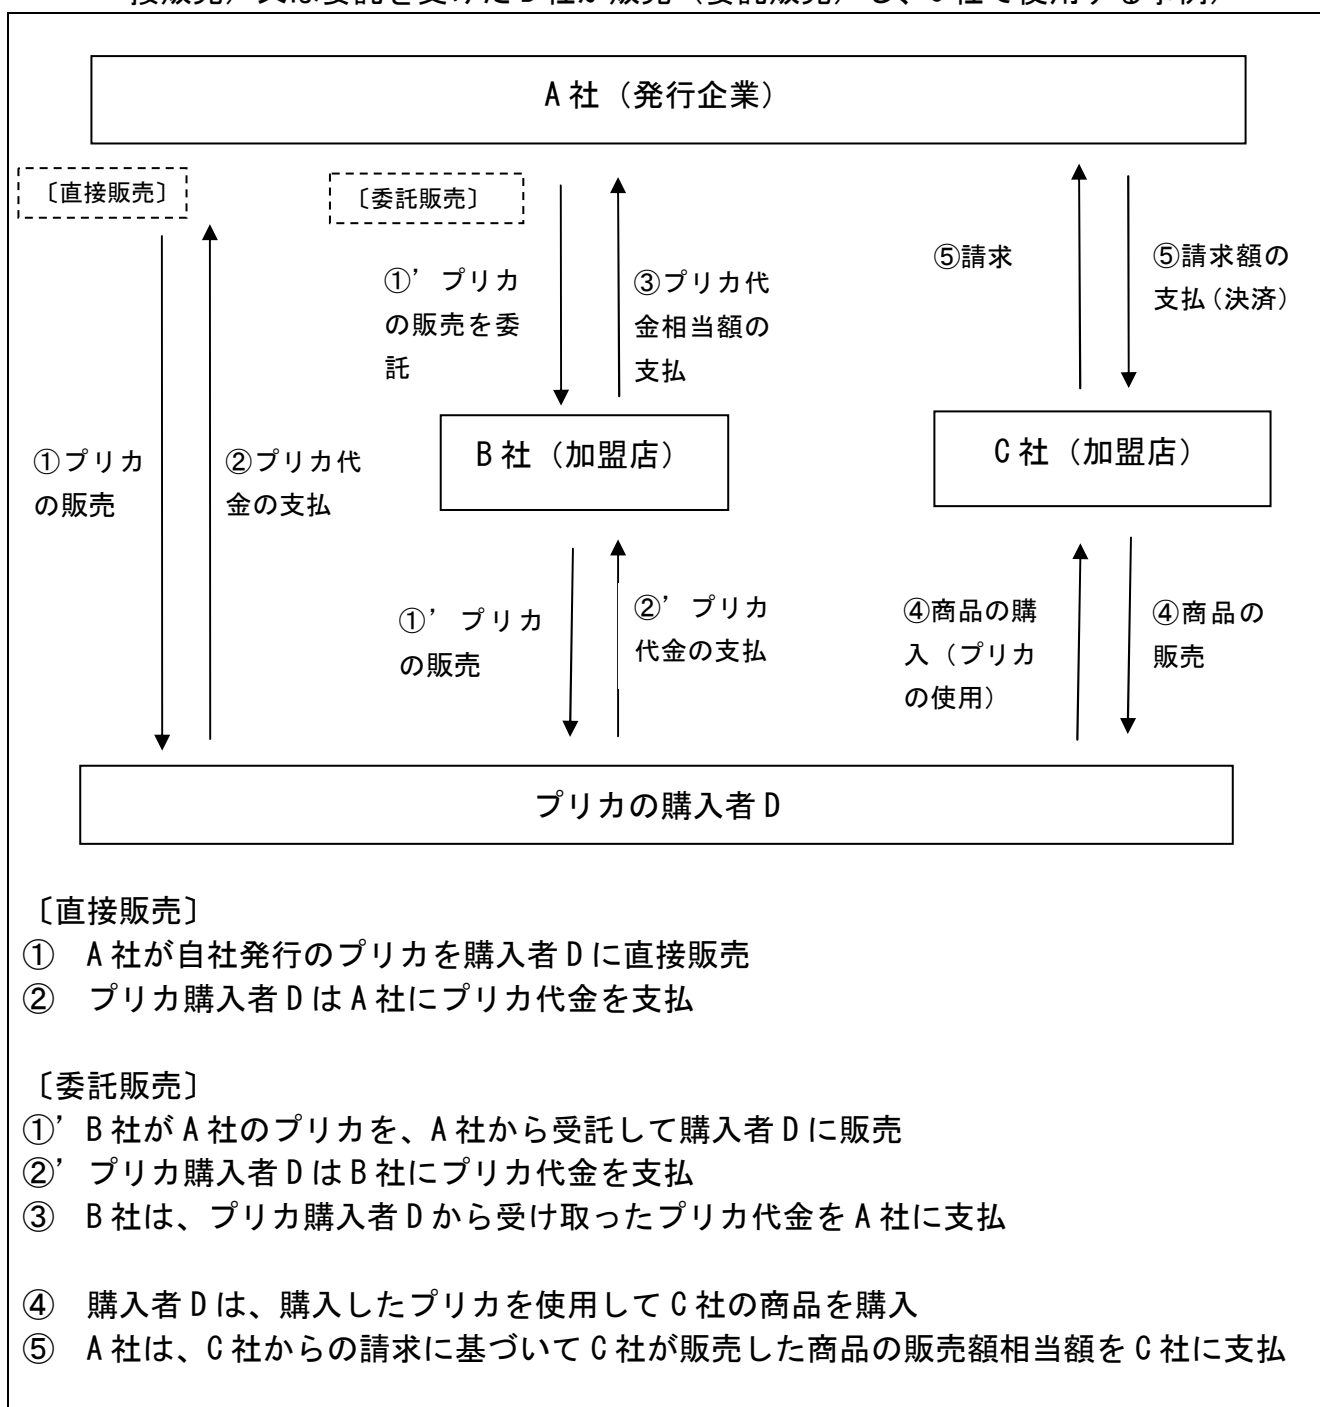 接販売）又は委託を受けたB社が販売（委託販売）し、C社で使用する事例）
A社（発行企業）
〔直接販売〕
〔委託販売〕
①’プリカ
の販売を委
託
③プリカ代
金相当額の
支払
⑤請求
⑤請求額の
支払（決済）
①プリカ
の販売
②プリカ代
金の支払
B社（加盟店）
C社（加盟店）
①’プリカ
の販売
②’プリカ
代金の支払
④商品の購
入（プリカ
の使用）
④商品の
販売
プリカの購入者D
〔直接販売〕
①　A社が自社発行のプリカを購入者Dに直接販売
②　プリカ購入者DはA社にプリカ代金を支払
〔委託販売〕
①’B社がA社のプリカを、A社から受託して購入者Dに販売
②’プリカ購入者DはB社にプリカ代金を支払
③　B社は、プリカ購入者Dから受け取ったプリカ代金をA社に支払
④　購入者Dは、購入したプリカを使用してC社の商品を購入
⑤　A社は、C社からの請求に基づいてC社が販売した商品の販売額相当額をC社に支払